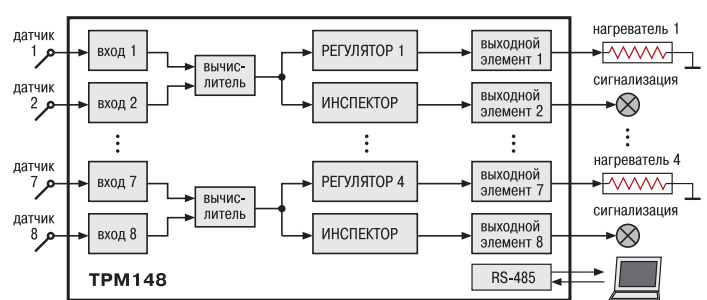 датчик
1
вход 1
вычис-
литель
РЕГУЛЯТОР 1
выходной
элемент 1
нагреватель 1
датчик
2
вход 2
ИНСПЕКТОР
выходной
элемент 2
сигнализация
датчик
7
вход 7
вычис-
литель
РЕГУЛЯТОР 4
выходной
элемент 7
нагреватель 4
датчик
8
вход 8
ИНСПЕКТОР
выходной
элемент 8
сигнализация
ТРМ148
RS-485